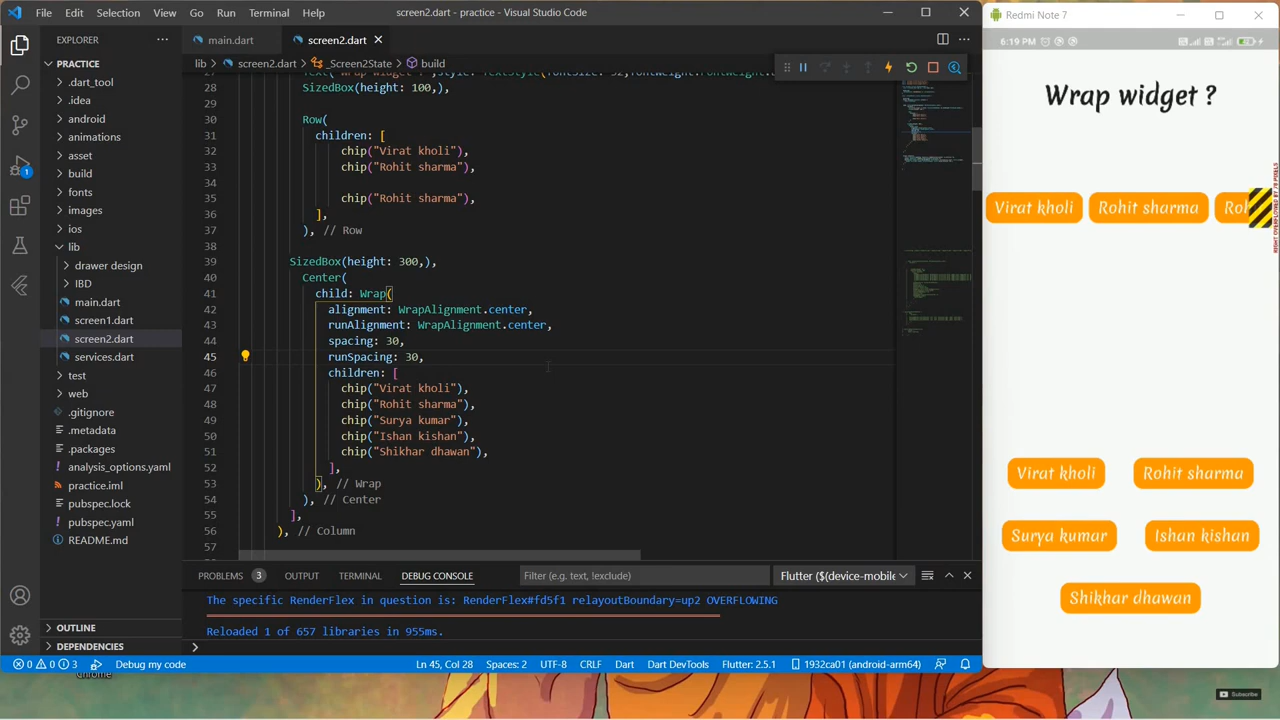 File Edit Selection View Go Run Terminal Help screen2.dart - practice - Visual Studio Code
Redmi Note 7
EXPLORER
main.dart screen2.dart
6:19 PM
PRACTICE
lib > screen2.dart > _Screen2State > build
.dart_tool
.idea
android
animations
asset
build
fonts
images
ios
lib
drawer design
IBD
main.dart
screen1.dart
screen2.dart
services.dart
test
web
.gitignore
.metadata
.packages
analysis_options.yaml
practice.iml
pubspec.lock
pubspec.yaml
README.md
OUTLINE
DEPENDENCIES
28 SizedBox(height: 100,),
29
30 Row(
31 children: [
32 chip("Virat kholi"),
33 chip("Rohit sharma"),
34
35 chip("Rohit sharma"),
36 ],
37 ), // Row
38
39 SizedBox(height: 300,),
40 Center(
41 child: Wrap(
42 alignment: WrapAlignment.center,
43 runAlignment: WrapAlignment.center,
44 spacing: 30,
45 runSpacing: 30,
46 children: [
47 chip("Virat kholi"),
48 chip("Rohit sharma"),
49 chip("Surya kumar"),
50 chip("Ishan kishan"),
51 chip("Shikhar dhawan"),
52 ],
53 ), // Wrap
54 ), // Center
55 ],
56 ), // Column
57
PROBLEMS 3 OUTPUT TERMINAL DEBUG CONSOLE Filter (e.g. text, !exclude) Flutter ($(device-mobile
The specific RenderFlex in question is: RenderFlex#fd5f1 relayoutBoundary=up2 OVERFLOWING
Reloaded 1 of 657 libraries in 955ms.
0 0 3 Debug my code Ln 45, Col 28 Spaces: 2 UTF-8 CRLF Dart Dart DevTools Flutter: 2.5.1 1932ca01 (android-arm64)
Wrap widget ?
Virat kholi Rohit sharma Rol
Virat kholi Rohit sharma
Surya kumar Ishan kishan
Shikhar dhawan
Chrome
Subscribe